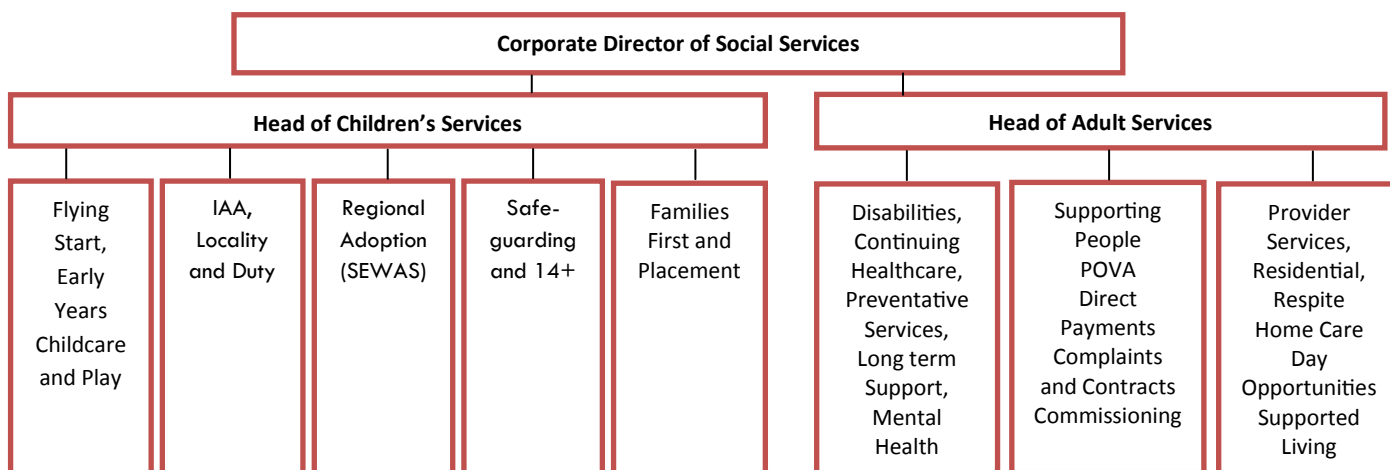 Corporate Director of Social Services
Head of Children’s Services
Head of Adult Services
Flying
Start,
Early
Years
Childcare
and Play
IAA,
Locality
and Duty
Regional
Adoption
(SEWAS)
Safe-
guarding
and 14+
Families
First and
Placement
Disabilities,
Continuing
Healthcare,
Preventative
Services,
Long term
Support,
Mental
Health
Supporting
People
POVA
Direct
Payments
Complaints
and Contracts
Commissioning
Provider
Services,
Residential,
Respite
Home Care
Day
Opportunities
Supported
Living